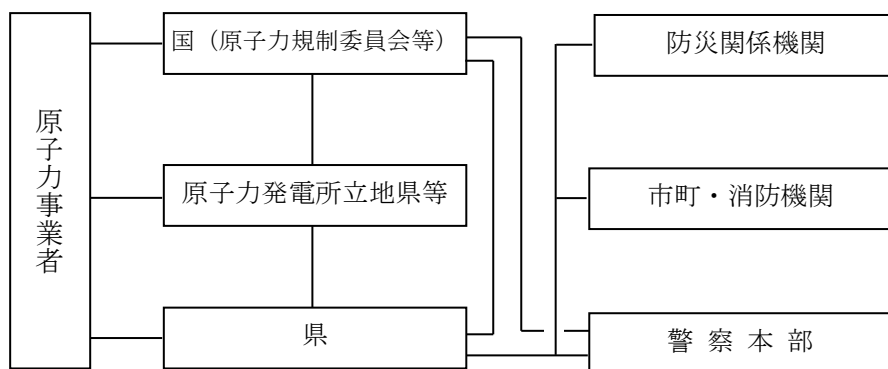 原子力事業者
国（原子力規制委員会等）
防災関係機関
原子力発電所立地県等
市町・消防機関
県
警 察 本 部